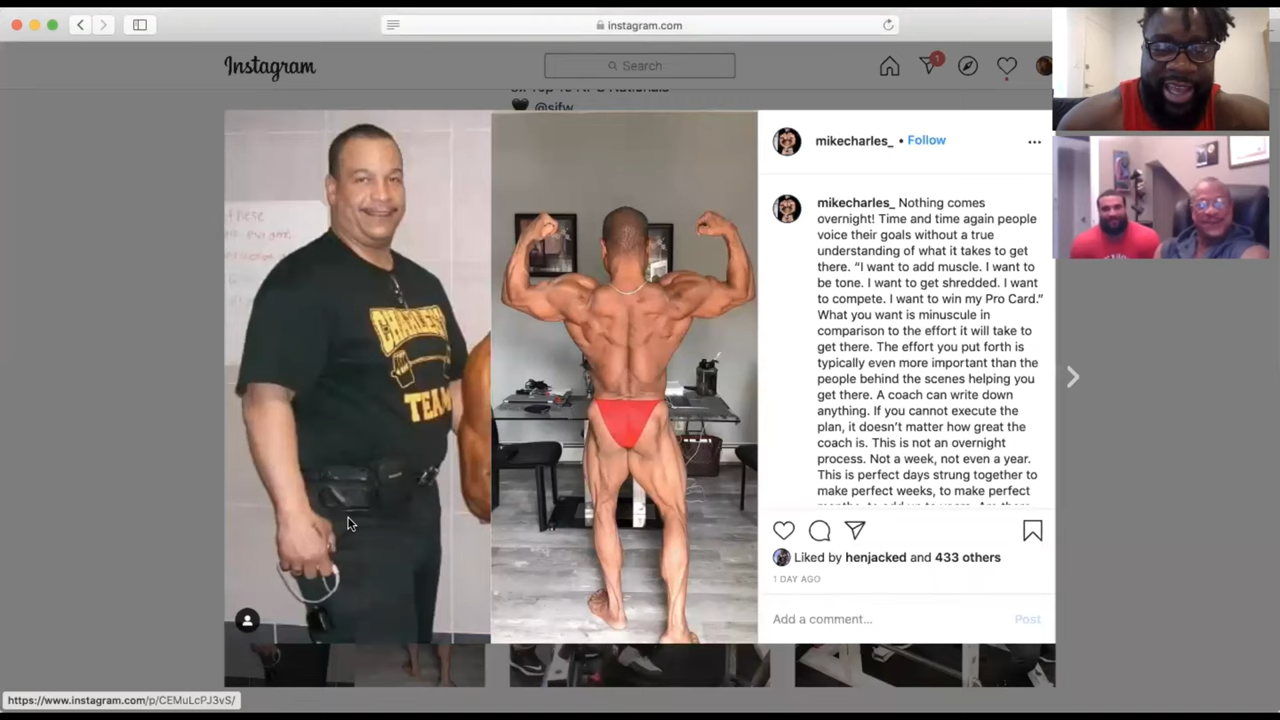 instagram.com
Instagram
Search
1
@sifw
mikechàrles_ • Follow
mikecharles_ Nothing comes
overnight! Time and time again people
voice their goals without a true
understanding of what it takes to get
there. “I want to add muscle. I want to
be tone. I want to get shredded. I want
to compete. I want to win my Pro Card.”
What you want is minuscule in
comparison to the effort it will take to
get there. The effort you put forth is
typically even more important than the
people behind the scenes helping you
get there. A coach can write down
anything. If you cannot execute the
plan, it doesn’t matter how great the
coach is. This is not an overnight
process. Not a week, not even a year.
This is perfect days strung together to
make perfect weeks, to make perfect
these
TEAM
Liked by henjacked and 433 others
1 DAY AGO
Add a comment...
Post
https://www.instagram.com/p/CEMuLcPJ3vS/